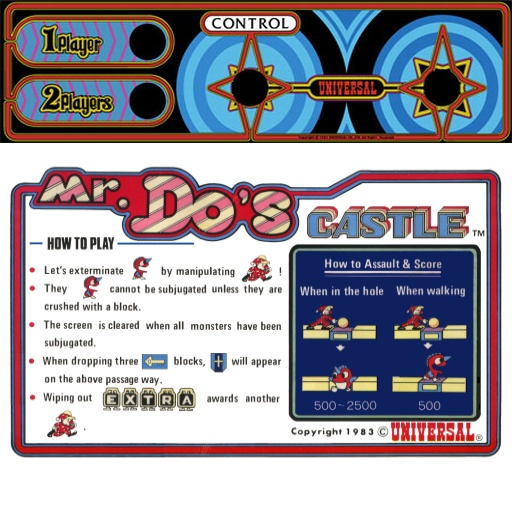 CONTROL
1 Player
2 Players
UNIVERSAL
Mr. Do's CASTLE TM
HOW TO PLAY
• Let's exterminate by manipulating !
• They cannot be subjugated unless they are
crushed with a block.
• The screen is cleared when all monsters have been
subjugated.
• When dropping three blocks, will appear
on the above passage way.
• Wiping out EXTRA awards another
How to Assault & Score
When in the hole When walking
500~2500 500
Copyright 1983 © UNIVERSAL ®